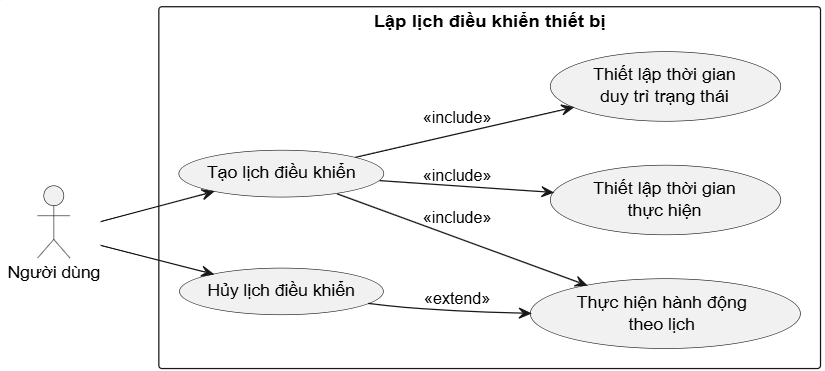 Lập lịch điều khiển thiết bị
Thiết lập thời gian
duy trì trạng thái
«include»
Tạo lịch điều khiển
«include»
Thiết lập thời gian
thực hiện
«include»
Người dùng
Hủy lịch điều khiển
«extend»
Thực hiện hành động
theo lịch